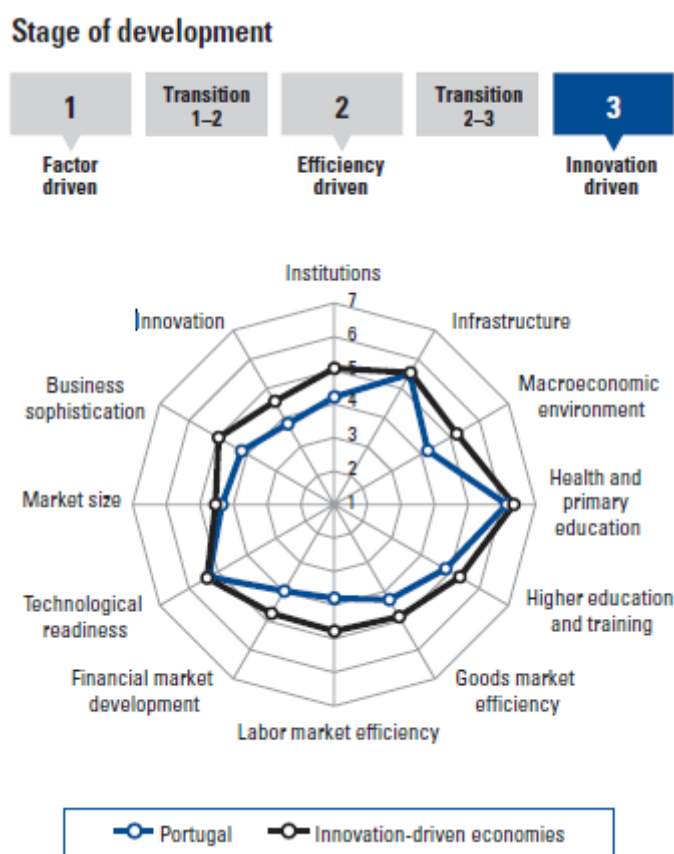 Stage of development
1
Transition
1–2
2
Transition
2–3
3
Factor
driven
Efficiency
driven
Innovation
driven
Institutions
7
Innovation
Infrastructure
6
5
Business
sophistication
Macroeconomic
environment
4
3
Market size
2
1
Health and
primary
education
Technological
readiness
Higher education
and training
Financial market
development
Goods market
efficiency
Labor market efficiency
Portugal
Innovation-driven economies